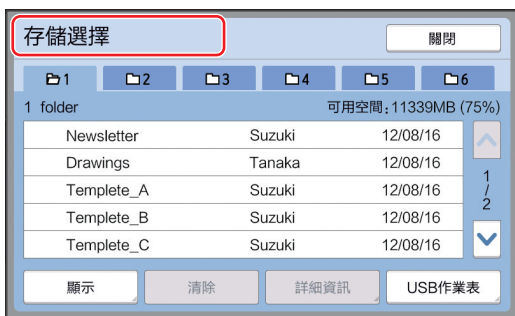 存儲選擇 關閉
1 2 3 4 5 6
1 folder 可用空間:11339MB (75%)
Newsletter Suzuki 12/08/16
Drawings Tanaka 12/08/16
Templete_A Suzuki 12/08/16
Templete_B Suzuki 12/08/16
Templete_C Suzuki 12/08/16
1/2
顯示 清除 詳細資訊 USB作業表